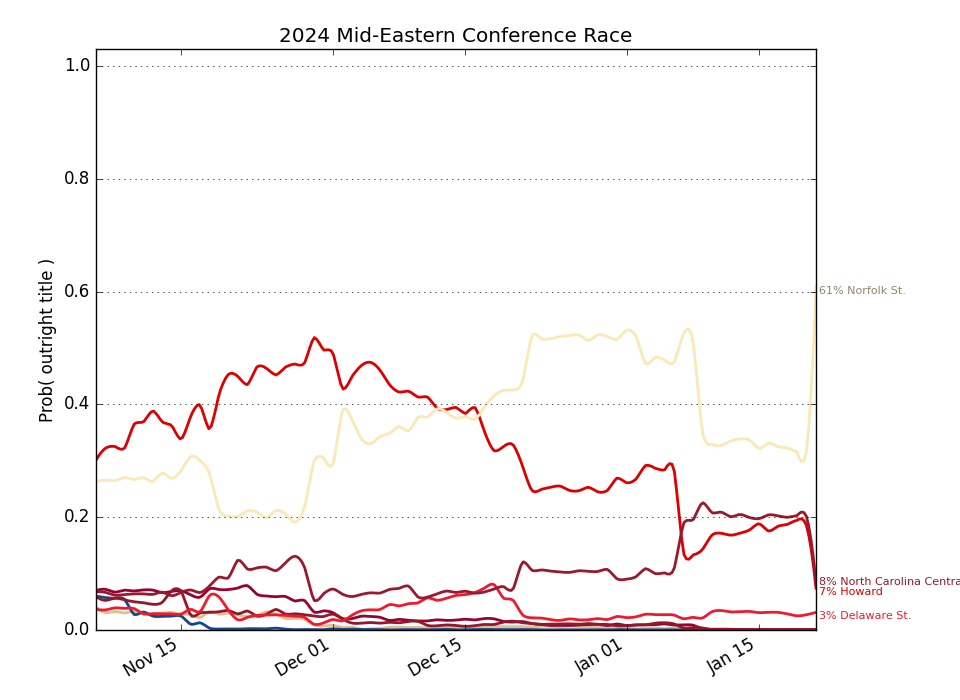 2024 Mid-Eastern Conference Race
Prob( outright title )
1.0
0.8
0.6
0.4
0.2
0.0
Nov 15
Dec 01
Dec 15
Jan 01
Jan 15
61% Norfolk St.
8% North Carolina Centra
7% Howard
3% Delaware St.